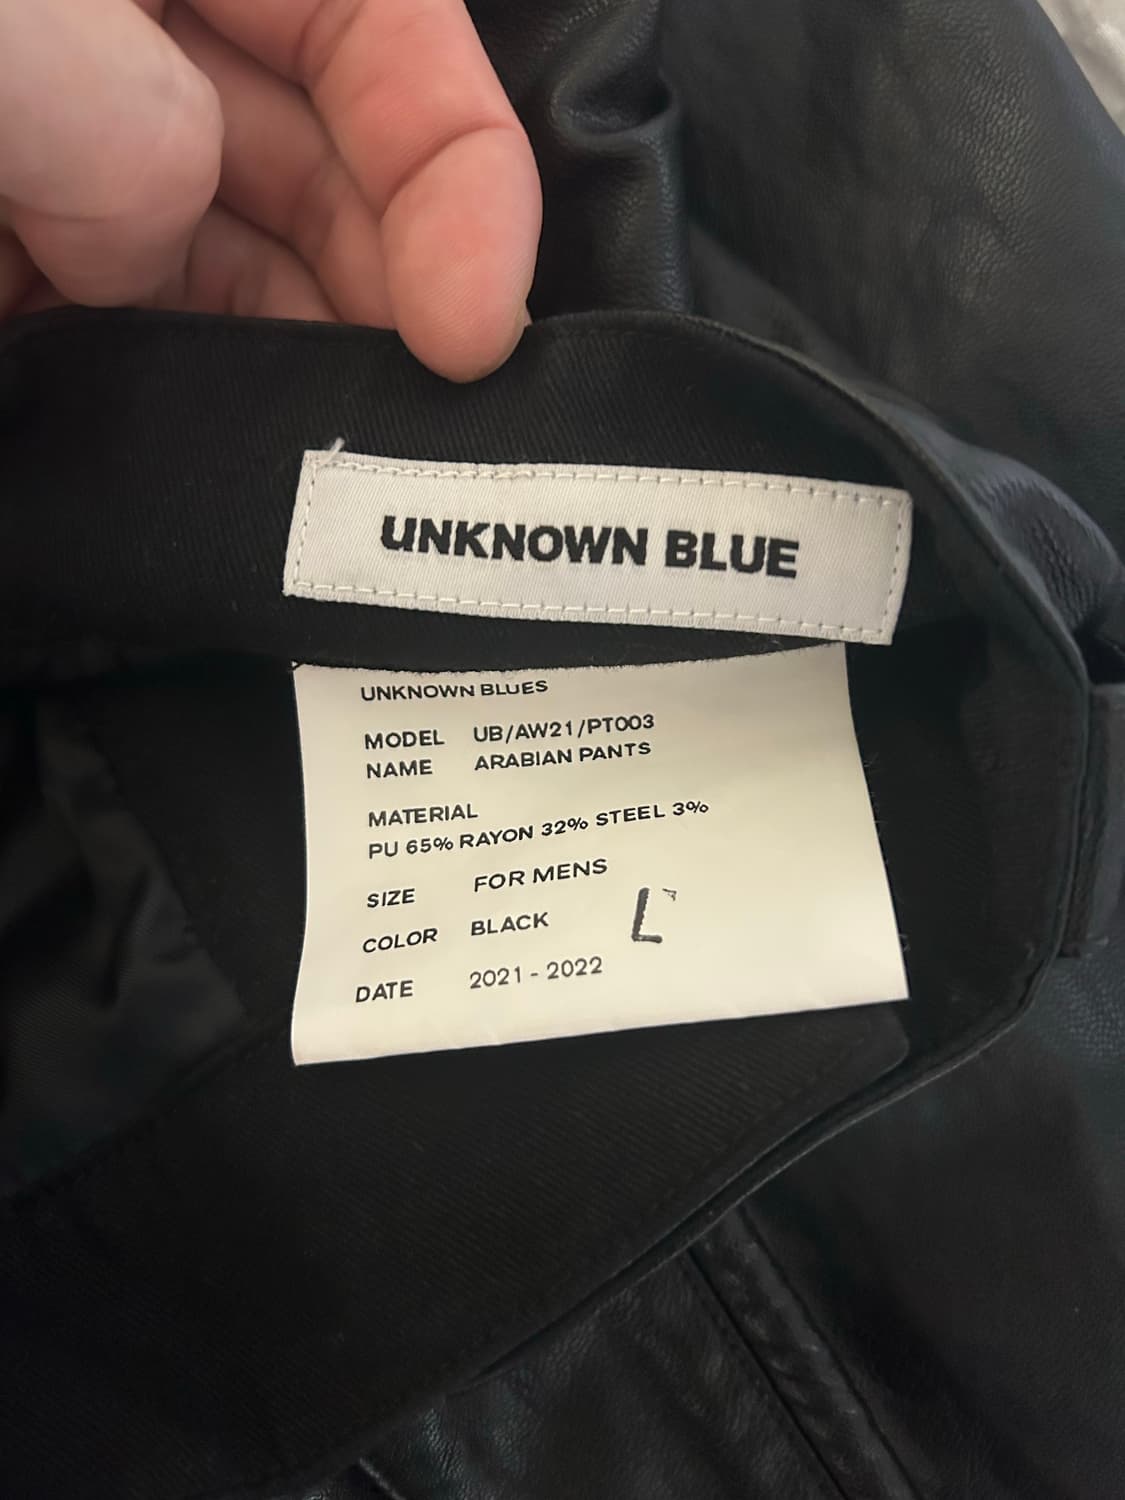 UNKNOWN BLUE
UNKNOWN BLUES
MODEL UB/AW21/PT003
NAME ARABIAN PANTS
MATERIAL
PU 65% RAYON 32% STEEL 3%
SIZE FOR MENS
L
COLOR BLACK
DATE 2021 - 2022